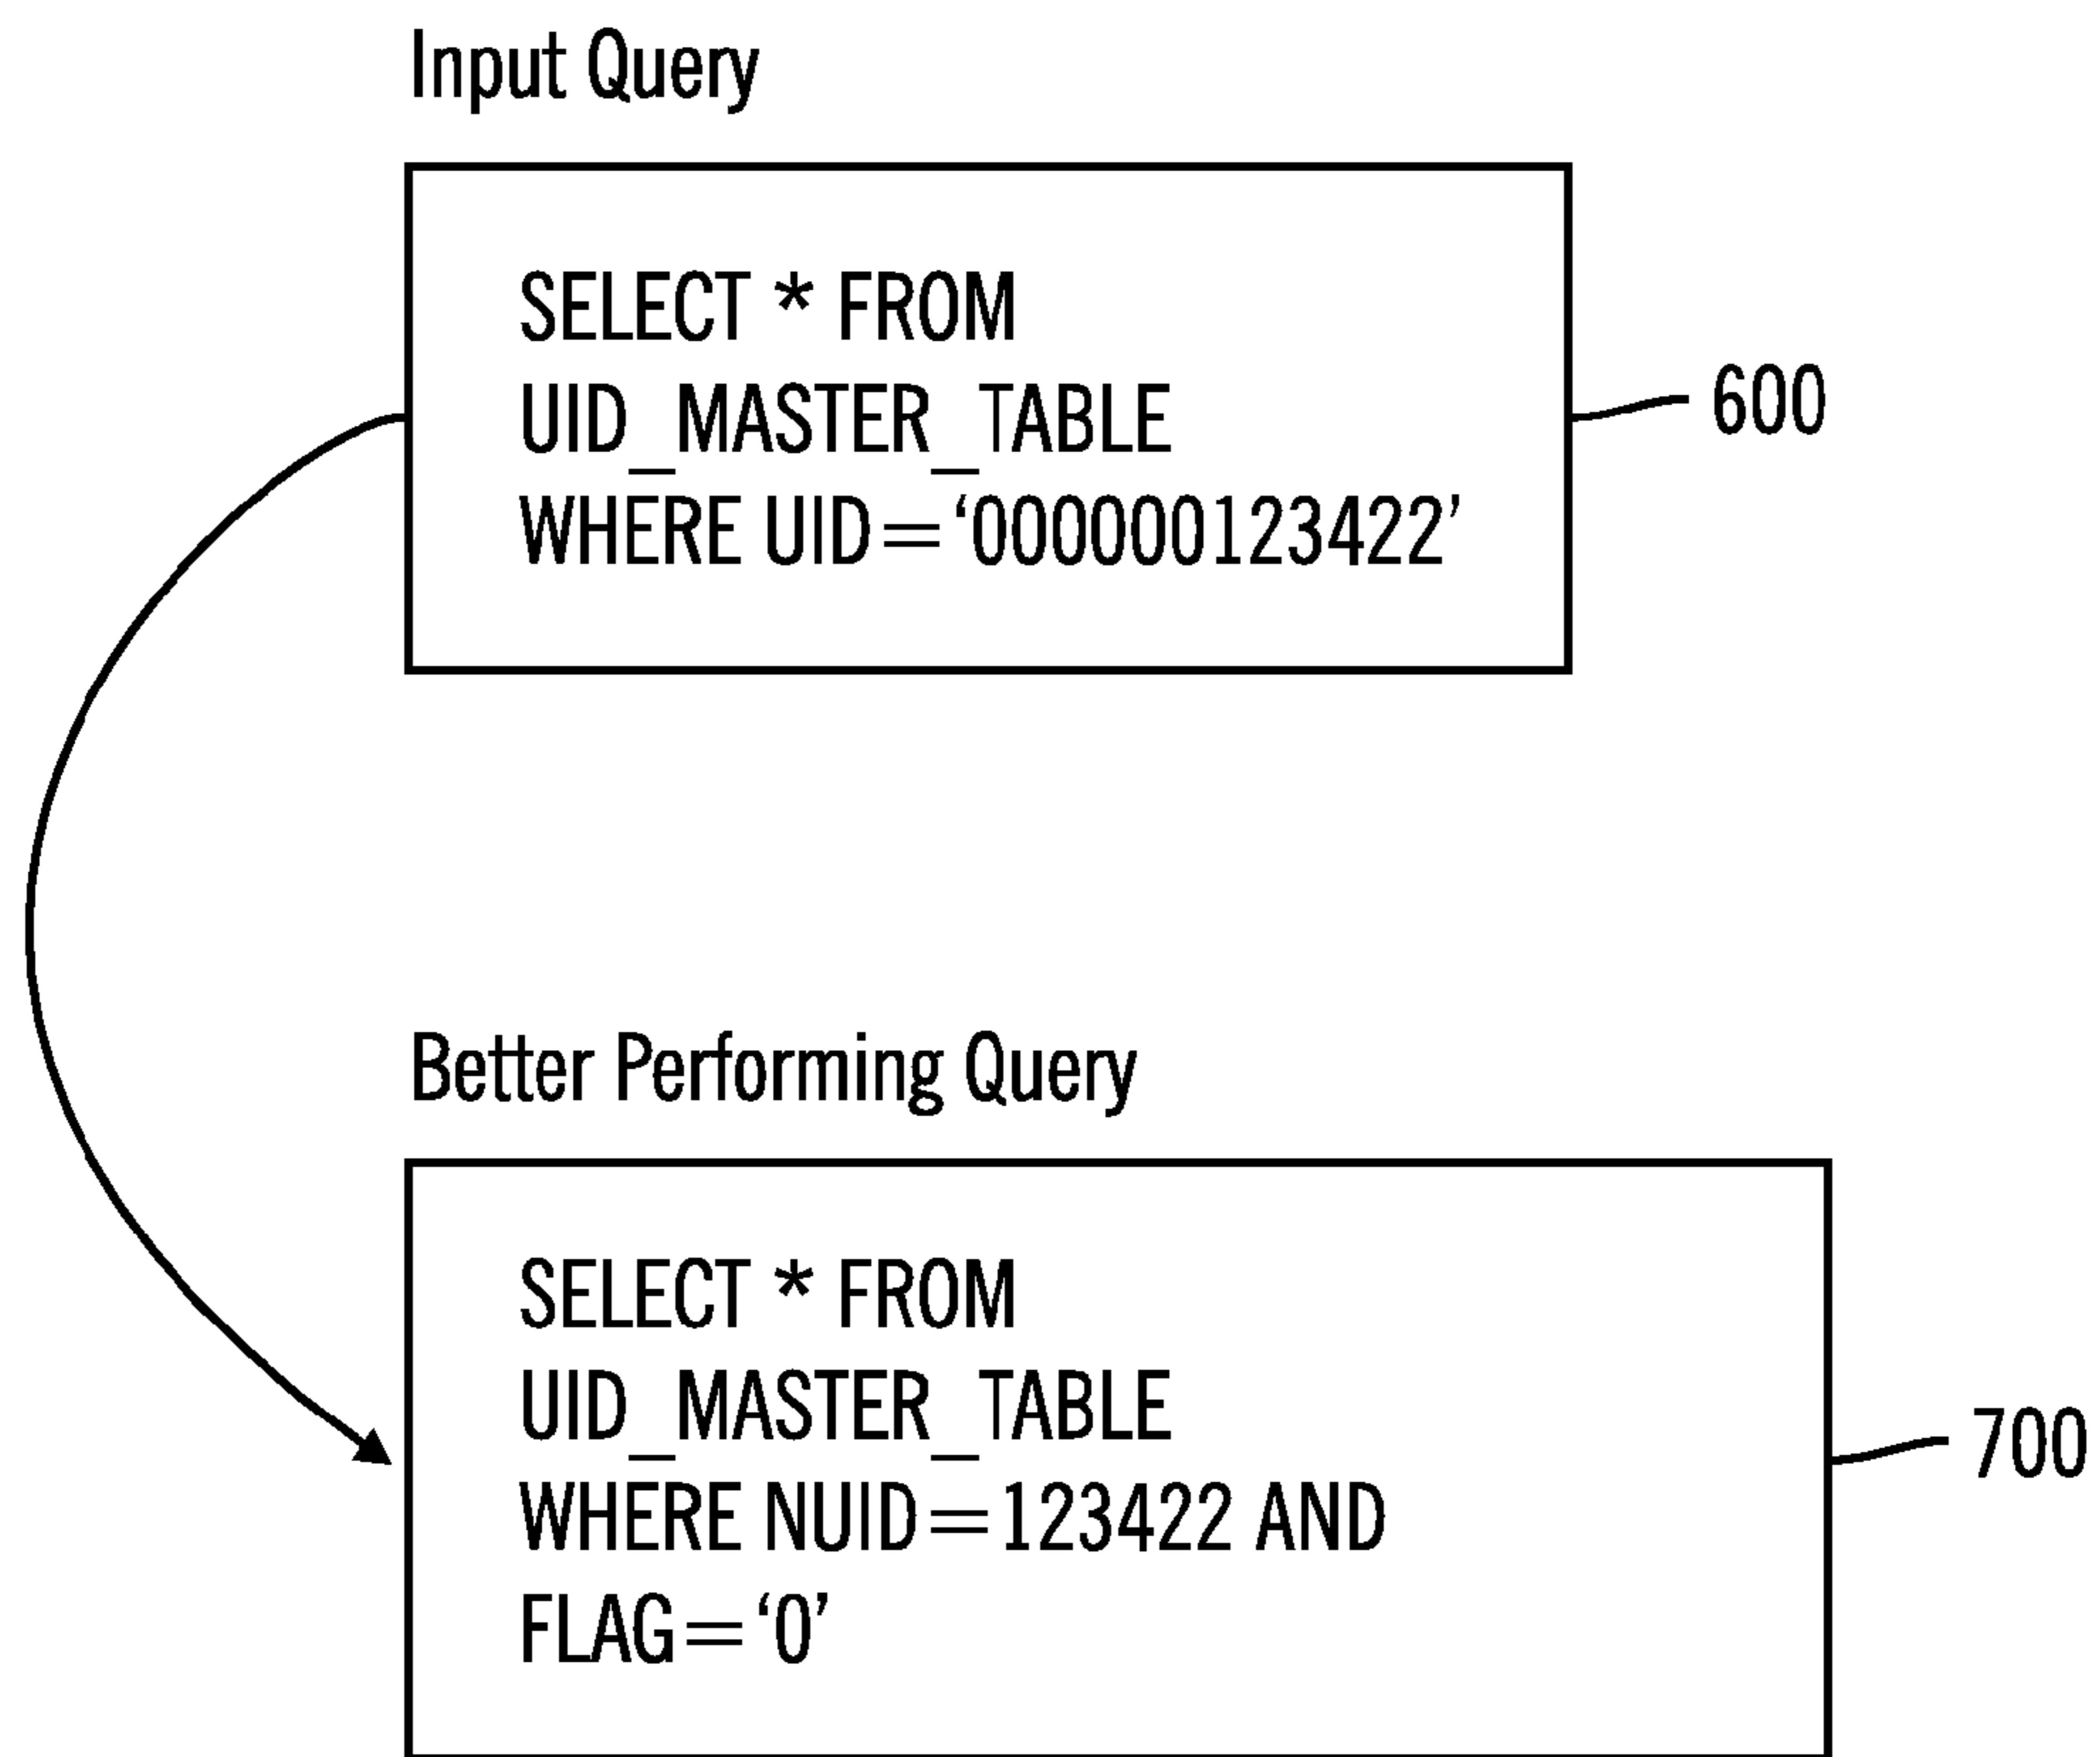 Input Query
SELECT * FROM
UID_MASTER_TABLE
WHERE UID=‘000000123422’
600
Better Performing Query
SELECT * FROM
UID_MASTER_TABLE
WHERE NUID=123422 AND
FLAG=‘0’
700